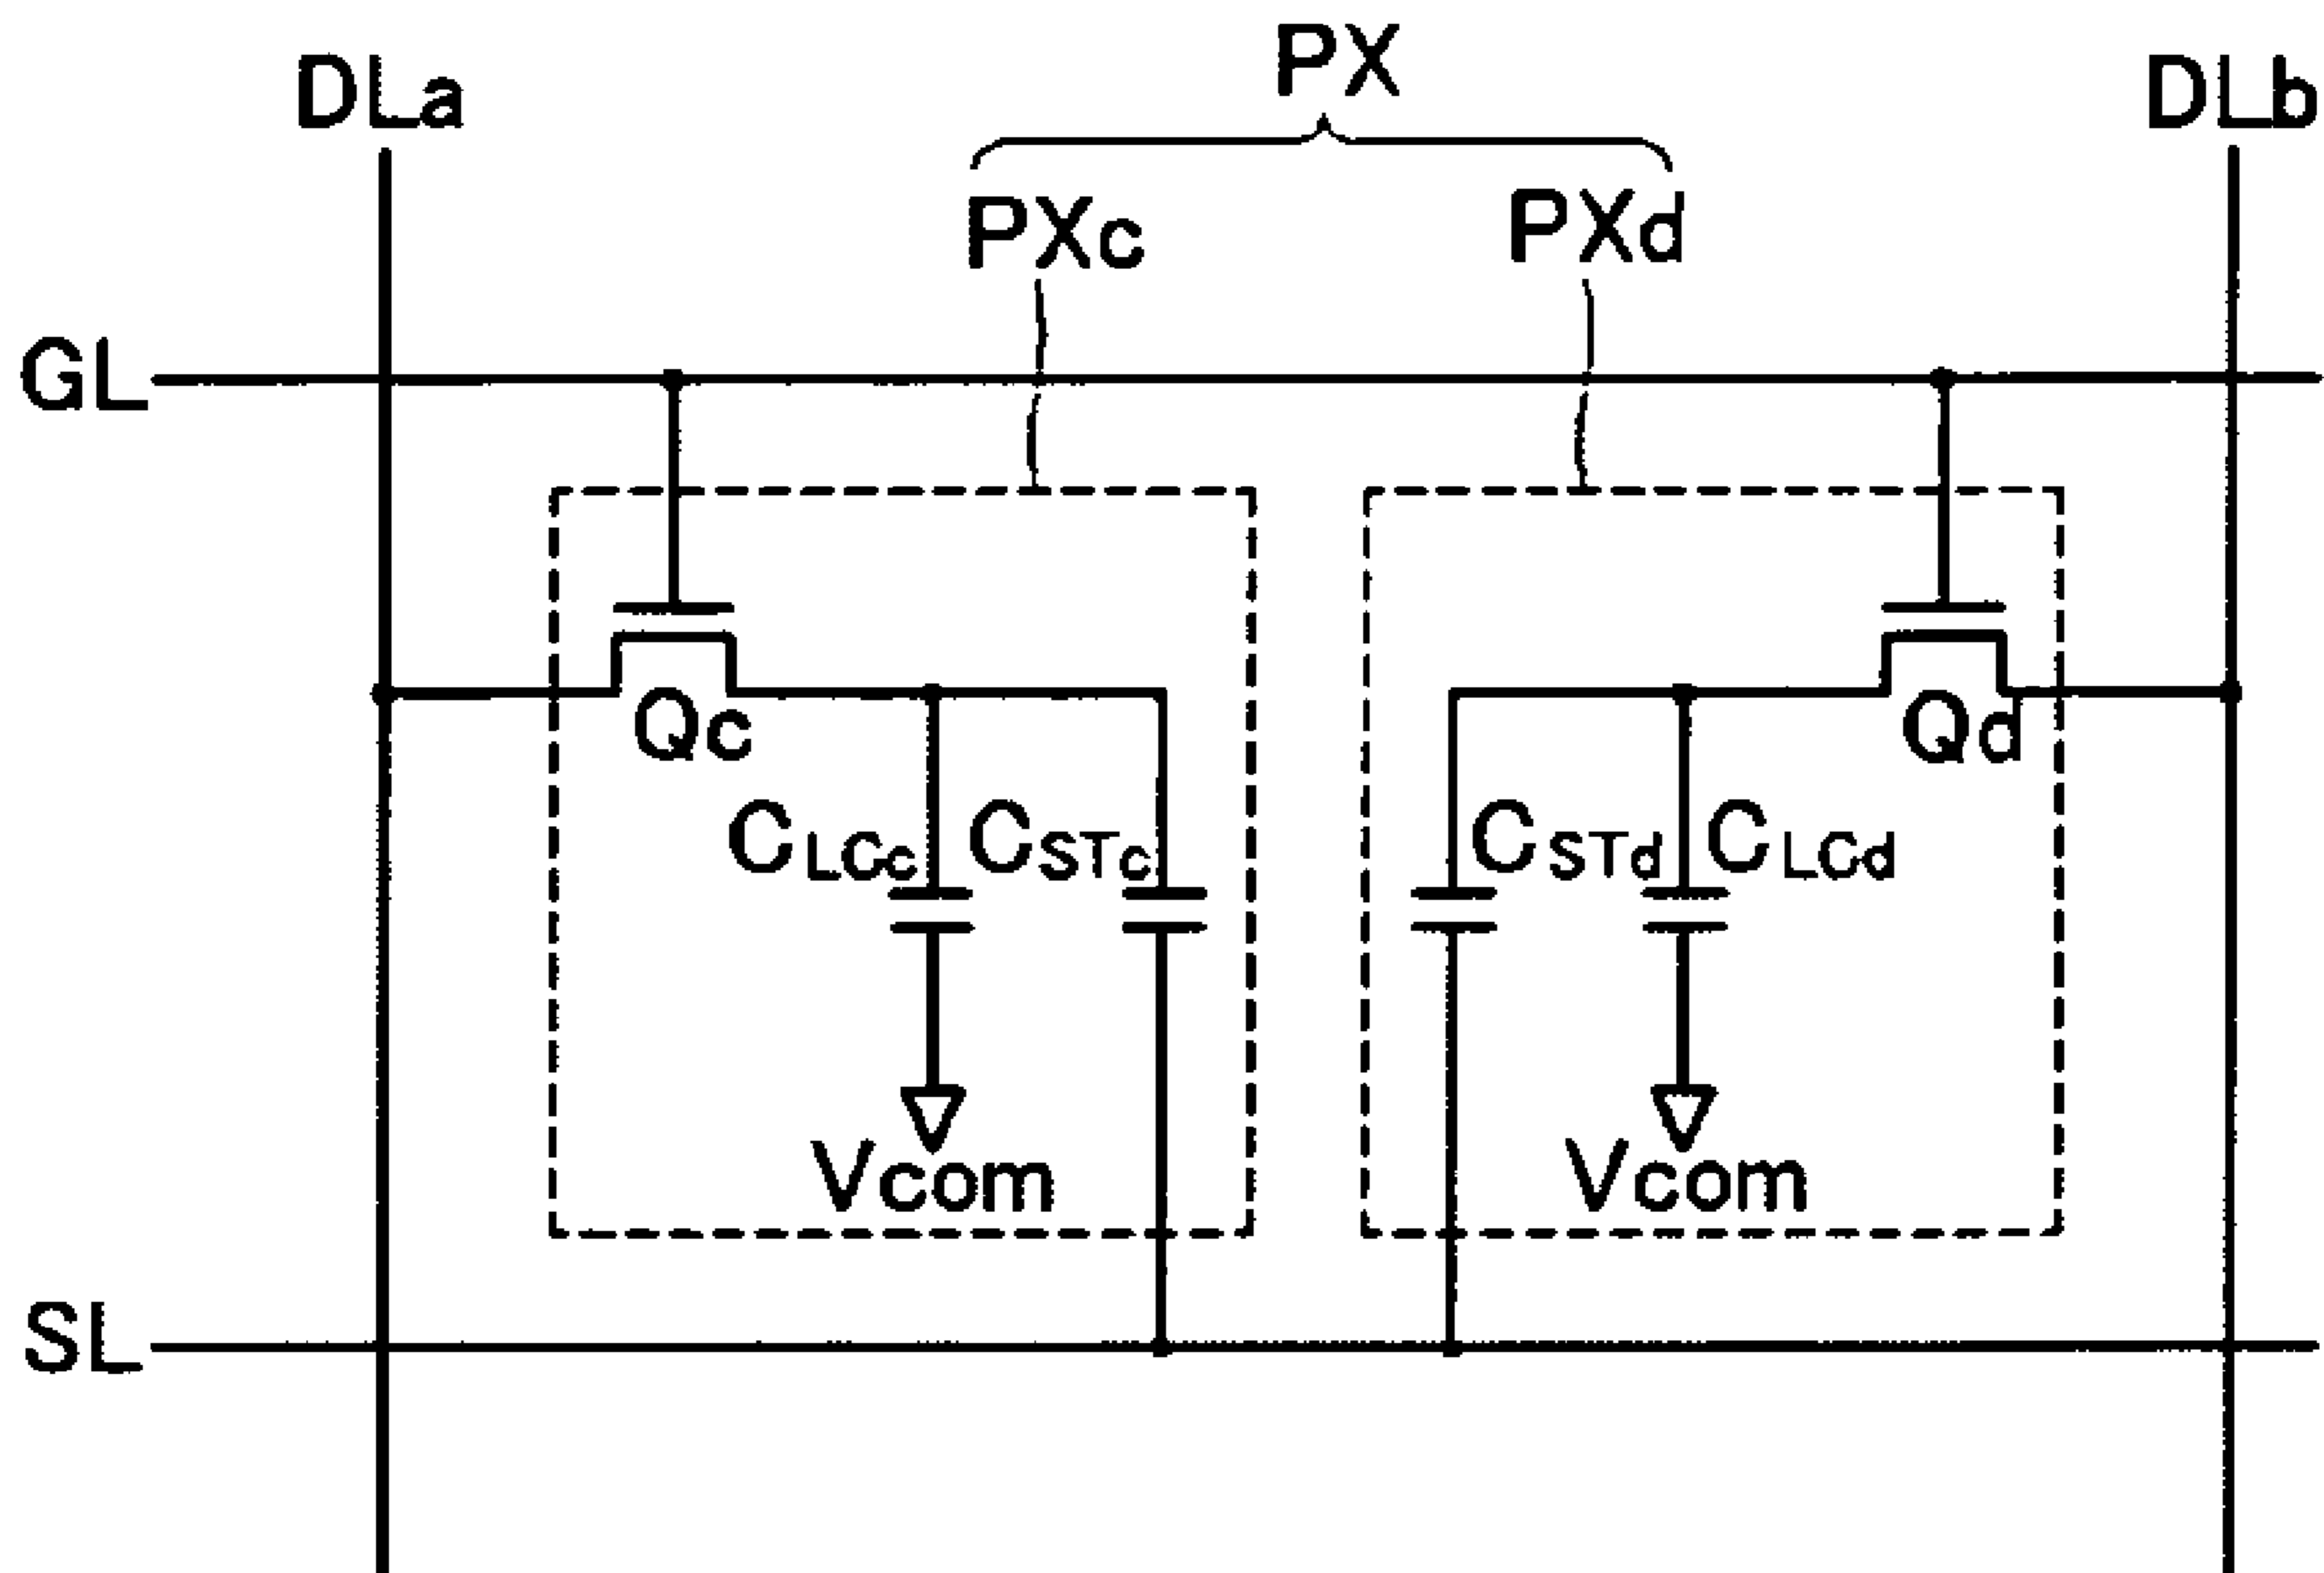 PX
DLa
DLb
PXc
PXd
GL
Qc
Qd
CLCc
CSTc
CSTd
CLCd
Vcom
Vcom
SL